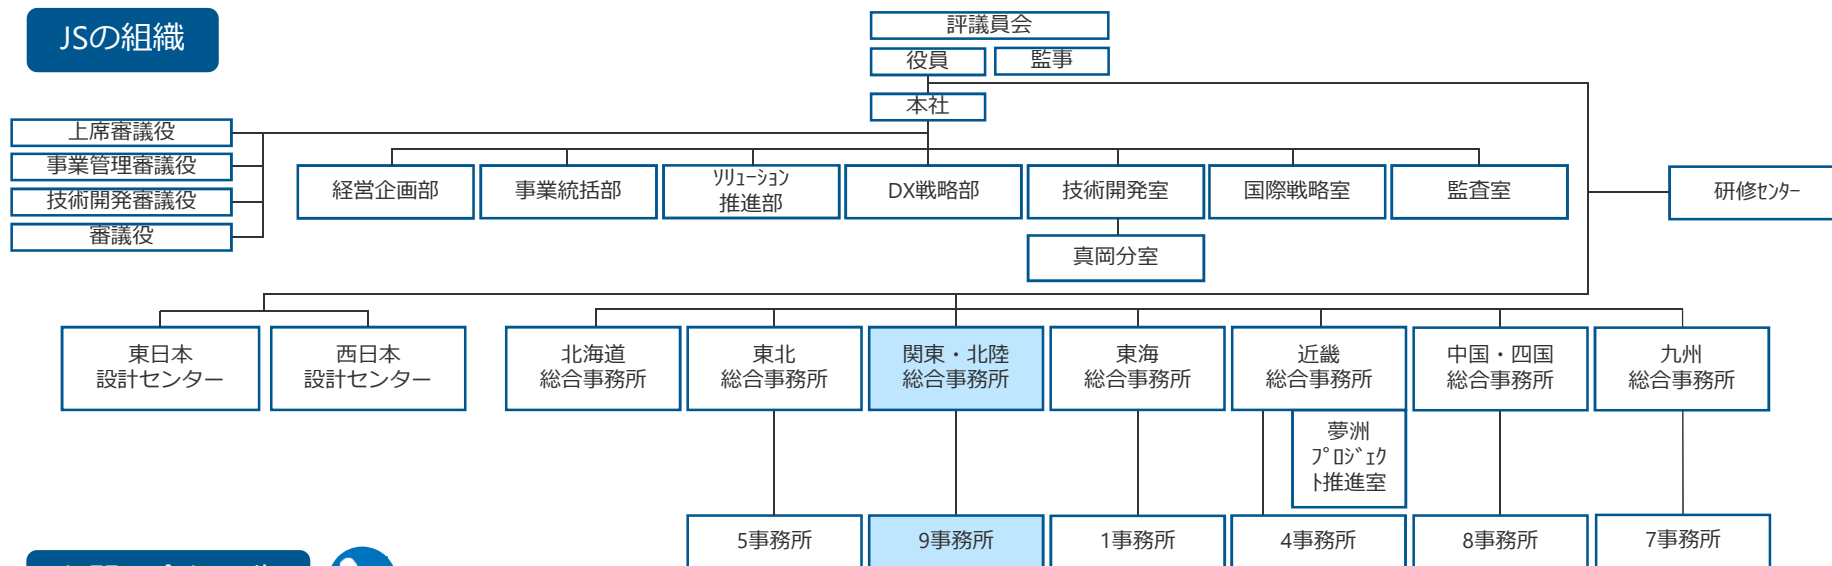 JSの組織
評議員会
役員
監事
本社
上席審議役
事業管理審議役
技術開発審議役
審議役
経営企画部
事業統括部
ｿﾘｭｰｼｮﾝ
推進部
DX戦略部
技術開発室
国際戦略室
監査室
研修ｾﾝﾀｰ
真岡分室
東日本
設計センター
西日本
設計センター
北海道
総合事務所
東北
総合事務所
関東・北陸
総合事務所
東海
総合事務所
近畿
総合事務所
中国・四国
総合事務所
九州
総合事務所
夢洲
ﾌﾟﾛｼﾞｪｸ
ﾄ推進室
5事務所
9事務所
1事務所
4事務所
8事務所
7事務所